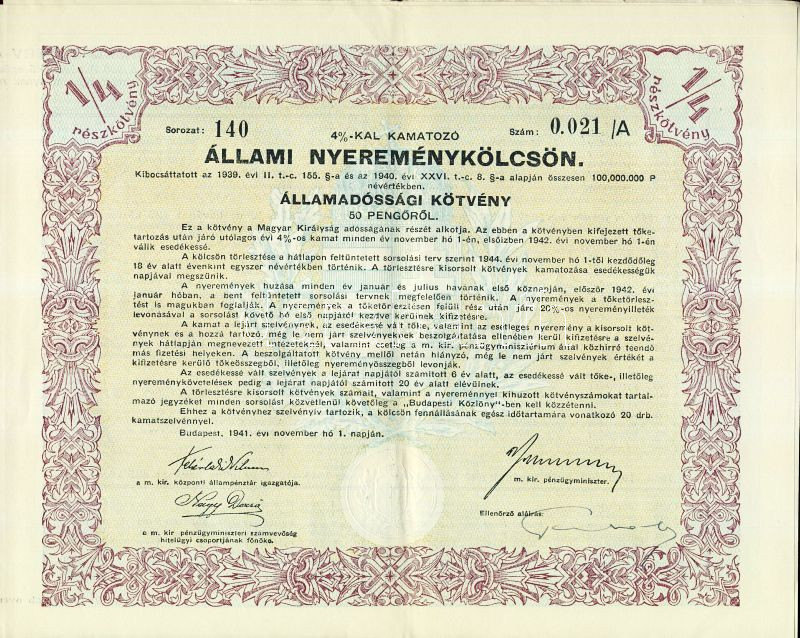 1/4 részkötvény
1/4 részkötvény
Sorozat: 140
Szám: 0.021 /A
4%-KAL KAMATOZÓ
ÁLLAMI NYEREMÉNYKÖLCSÖN.
Kibocsáttatott az 1939. évi II. t.-c. 155. §-a és az 1940. évi XXVI. t.-c. 8. §-a alapján összesen 100,000.000 P
névértékben.
ÁLLAMADÓSSÁGI KÖTVÉNY
50 PENGŐRŐL.
Ez a kötvény a Magyar Királyság adósságának részét alkotja. Az ebben a kötvényben kifejezett tőke-
tartozás után járó utólagos évi 4%-os kamat minden év november hó 1-én, elsőízben 1942. évi november hó 1-én
válik esedékessé.
A kölcsön törlesztése a hátlapon feltüntetett sorsolási terv szerint 1944. évi november hó 1-től kezdődőleg
18 év alatt évenkint egyszer névértékben történik. A törlesztésre kisorsolt kötvények kamatozása esedékességük
napjával megszűnik.
A nyeremények húzása minden év január és julius havának első köznapján, először 1942. évi
január hóban, a bent feltüntetett sorsolási tervnek megfelelően történik. A nyeremények a tőketörlesz-
tést is magukban foglalják. A nyeremények a tőketörlesztésen felüli rész után járó 20%-os nyereményilleték
levonásával a sorsolást követő hó első napjától kezdve kerülnek kifizetésre.
A kamat a lejárt szelvénynek, az esedékessé vált tőke, valamint az esetleges nyeremény a kisorsolt köt-
vénynek és a hozzá tartozó, még le nem járt szelvényeknek beszolgáltatása ellenében kerül kifizetésre a szelvé-
nyek hátlapján megnevezett intézeteknél, valamint esetleg a m. kir. pénzügyminisztérium által közhirré teendő
más fizetési helyeken. A beszolgáltatott kötvény mellől netán hiányzó, még le nem járt szelvények értékét a
kifizetésre kerülő tőkeösszegből, illetőleg nyereményösszegből levonják.
Az esedékessé vált szelvények a lejárat napjától számított 6 év alatt, az esedékessé vált tőke-, illetőleg
nyereménykövetelések pedig a lejárat napjától számított 20 év alatt elévülnek.
A törlesztésre kisorsolt kötvények számait, valamint a nyereménnyel kihuzott kötvényszámokat tartal-
mazó jegyzéket minden sorsolást közvetlenül követőleg a „Budapesti Közlöny"-ben kell közzétenni.
Ehhez a kötvényhez szelvényív tartozik, a kölcsön fennállásának egész időtartamára vonatkozó 20 drb.
kamatszelvénnyel.
Budapest, 1941. évi november hó 1. napján.
a m. kir. központi állampénztár igazgatója.
m. kir. pénzügyminiszter.
Ellenőrző aláírás:
a m. kir. pénzügyminiszteri számvevőség
hitelügyi csoportjának főnöke.